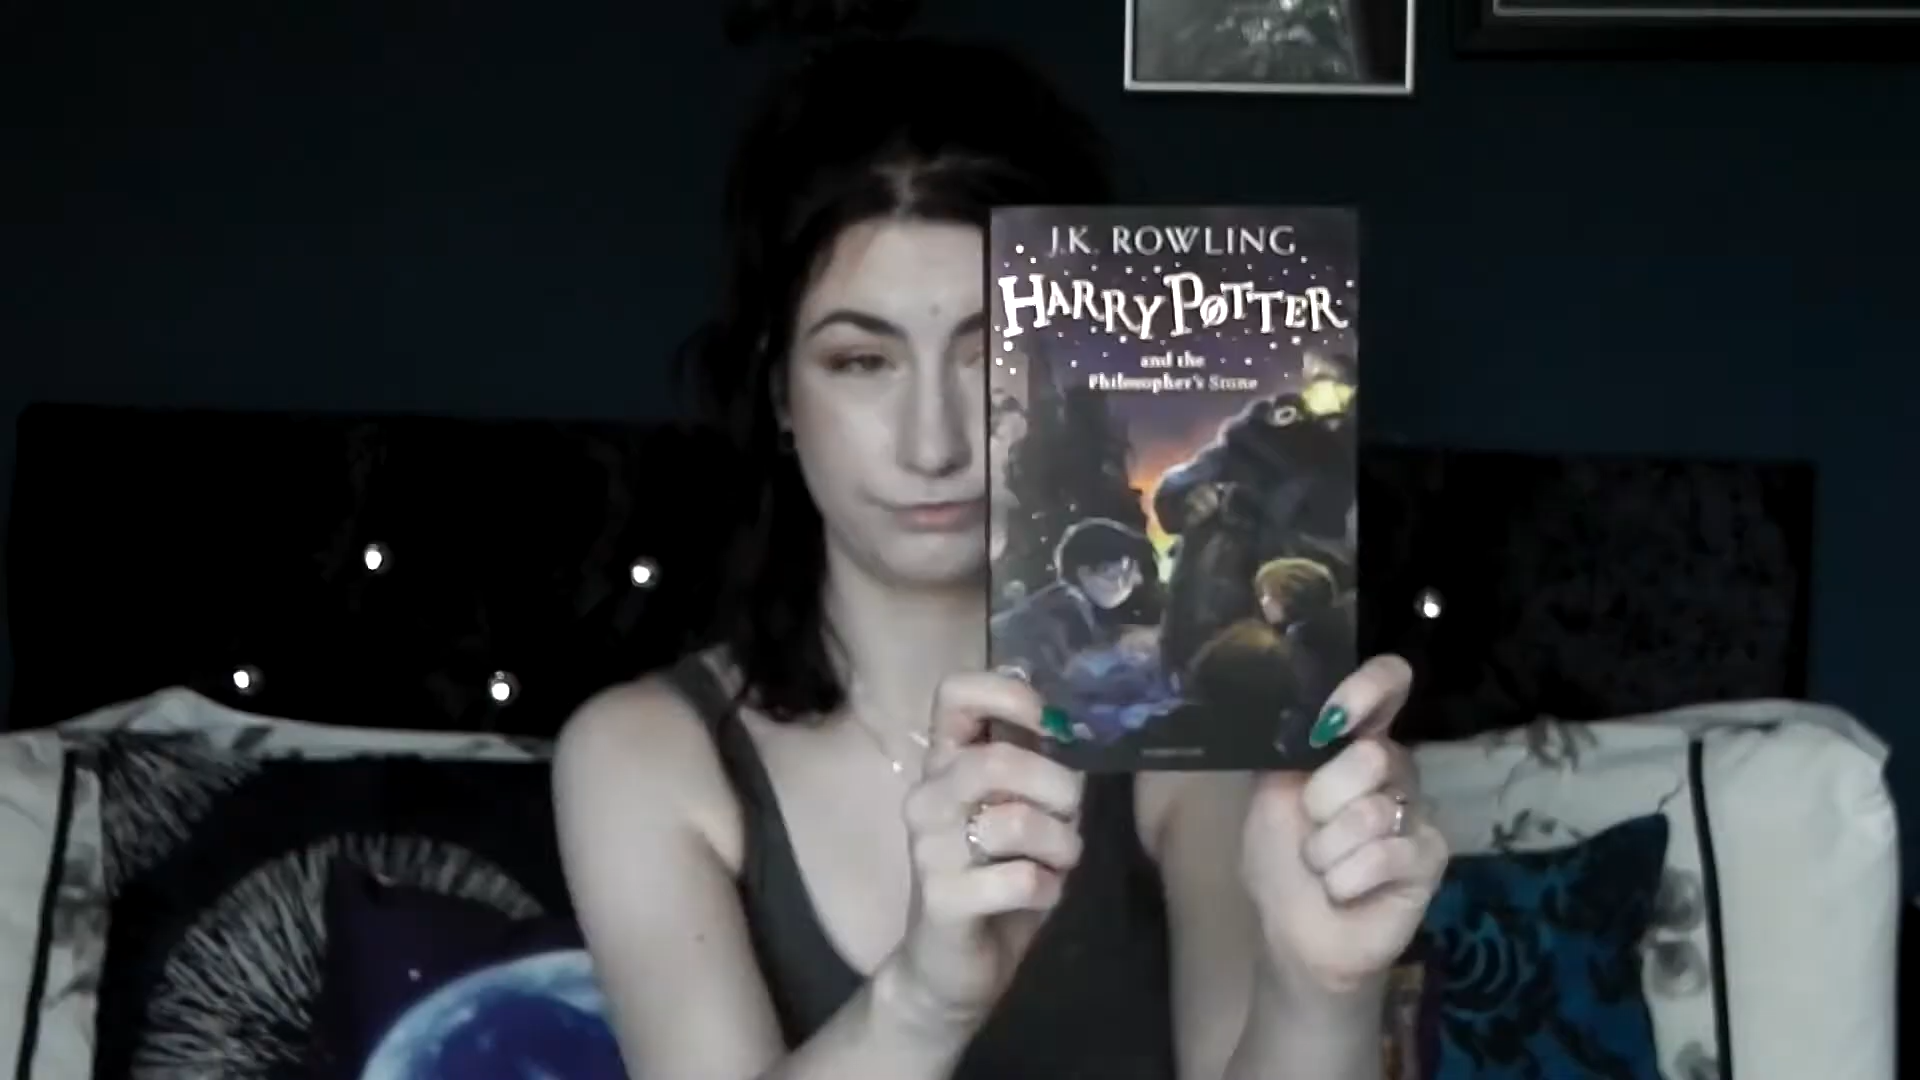 J.K. ROWLING
HARRY POTTER
and the
Philosopher's Stone